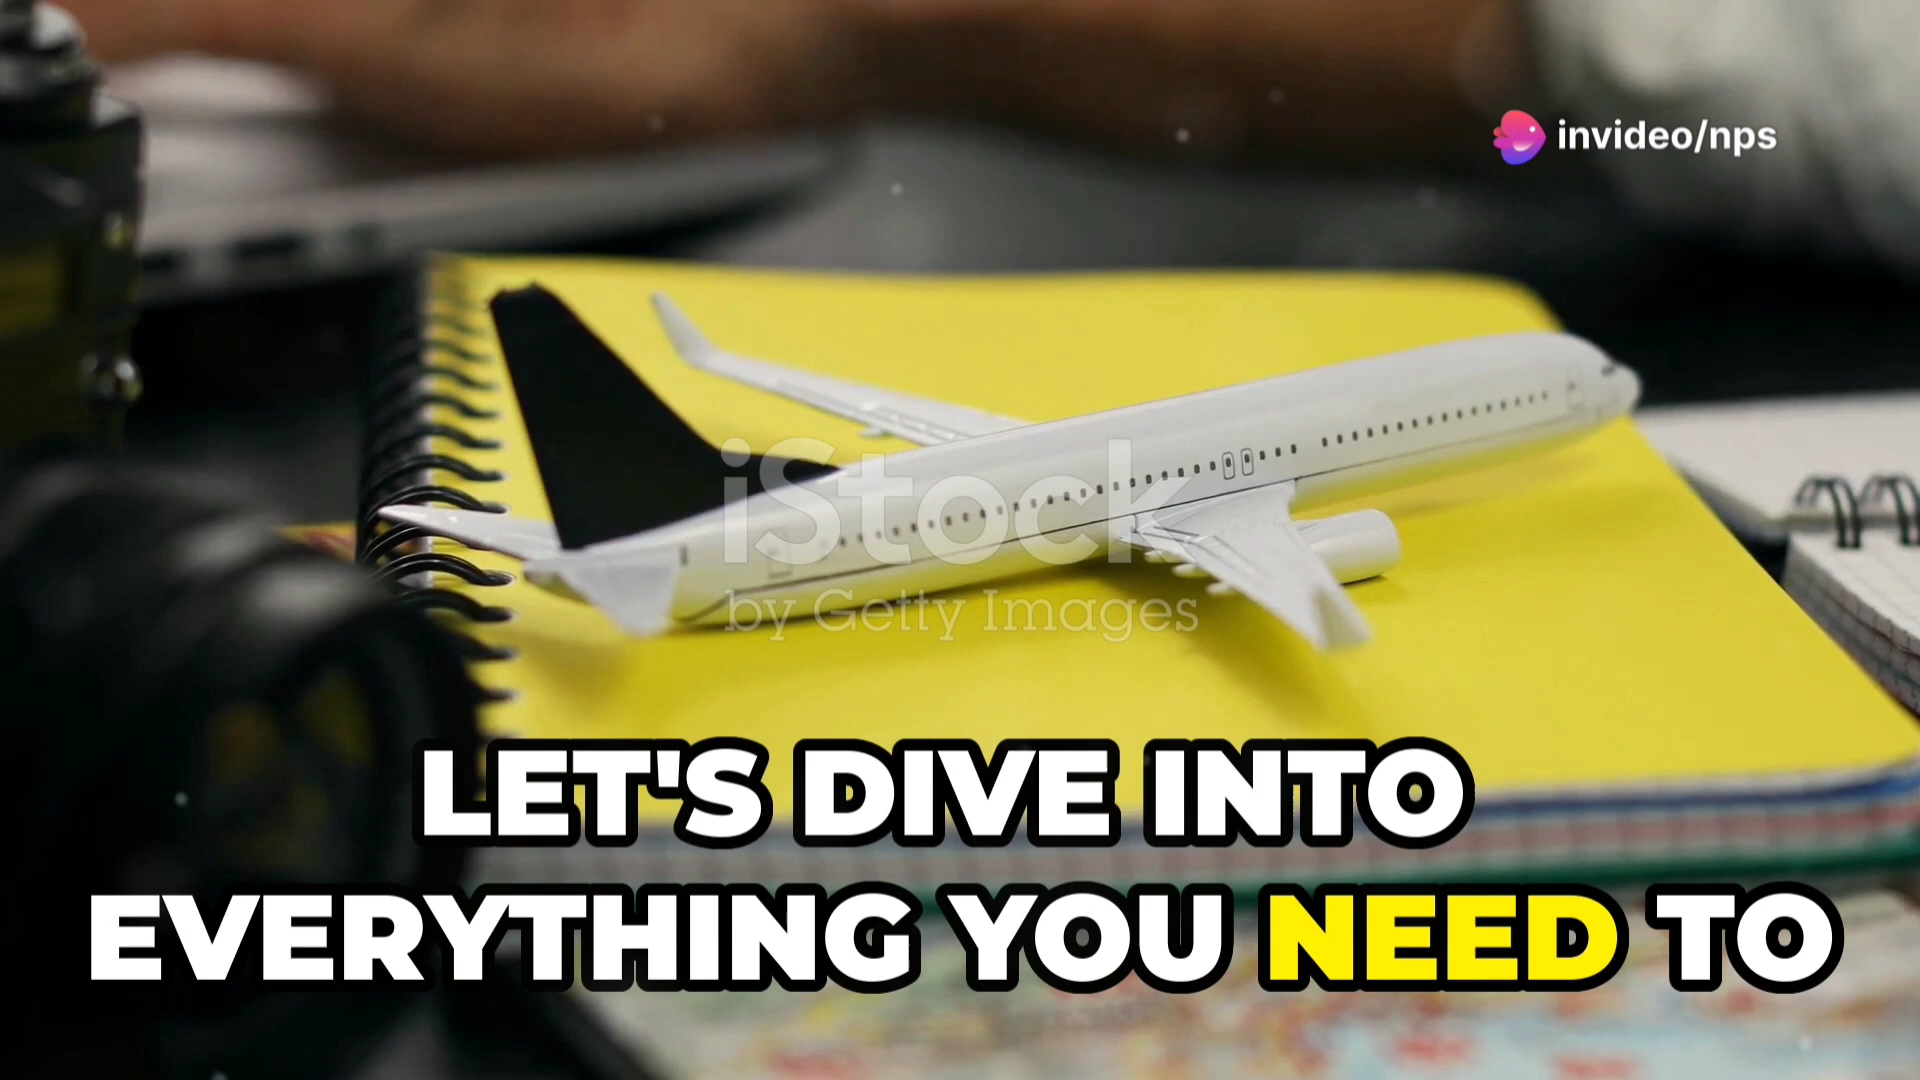 invideo/nps
iStock
by Getty Images
LET'S DIVE INTO
EVERYTHING YOU NEED TO